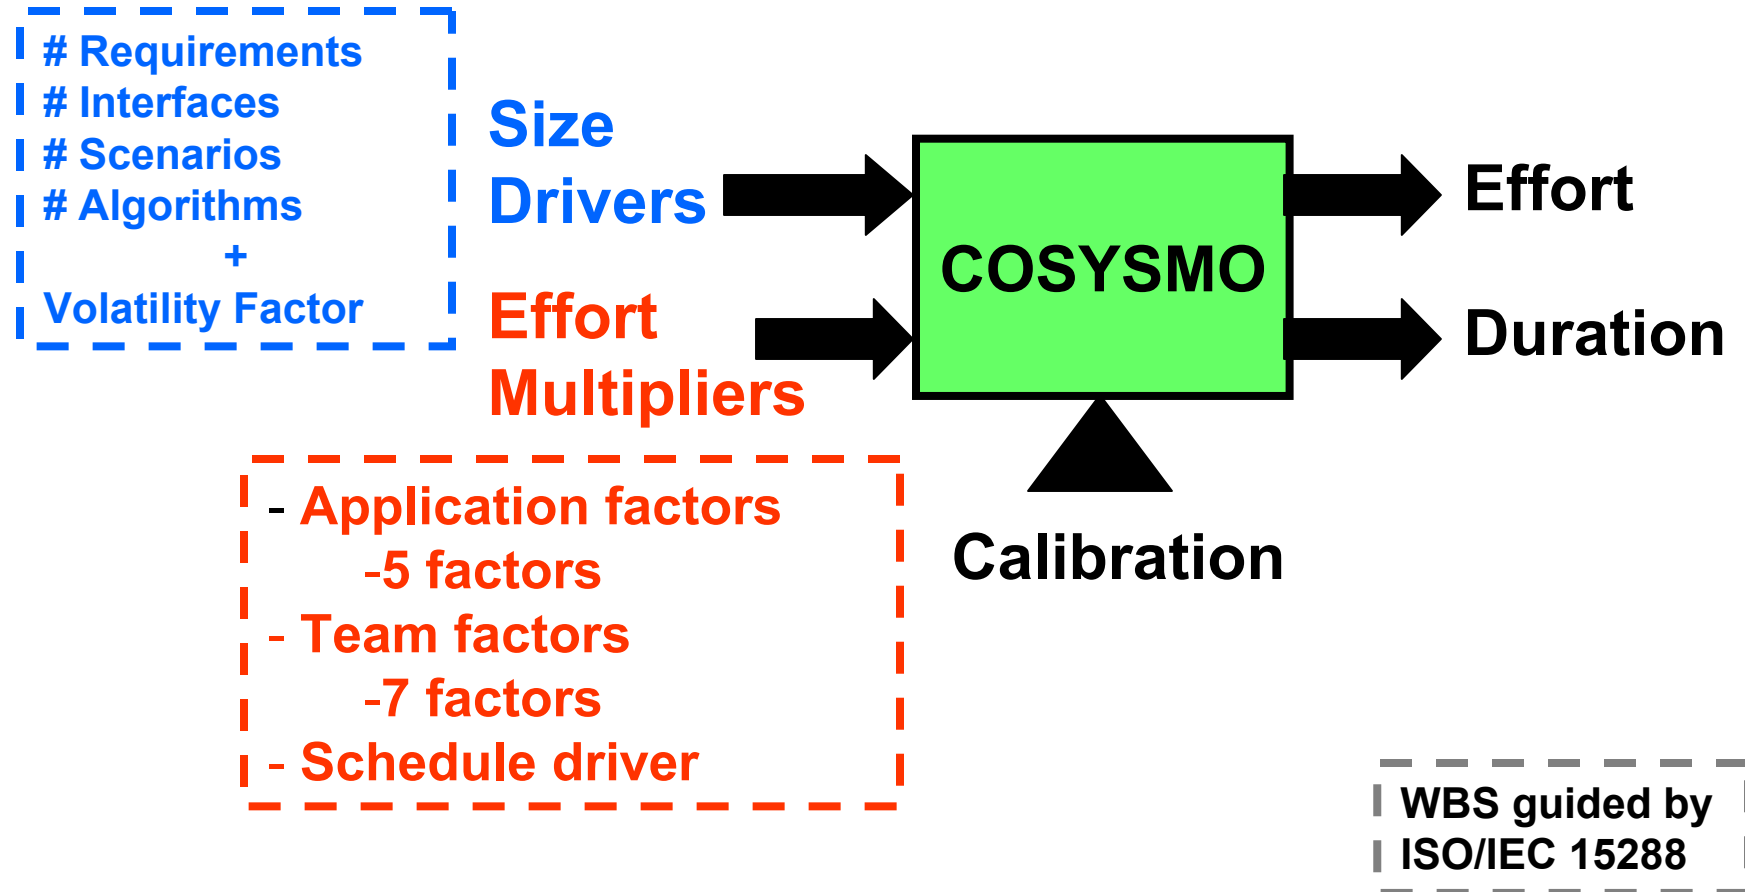 # Requirements
# Interfaces
# Scenarios
# Algorithms
+
Volatility Factor
Size
Drivers
Effort
Multipliers
COSYSMO
Effort
Duration
Calibration
- Application factors
-5 factors
- Team factors
-7 factors
- Schedule driver
WBS guided by
ISO/IEC 15288